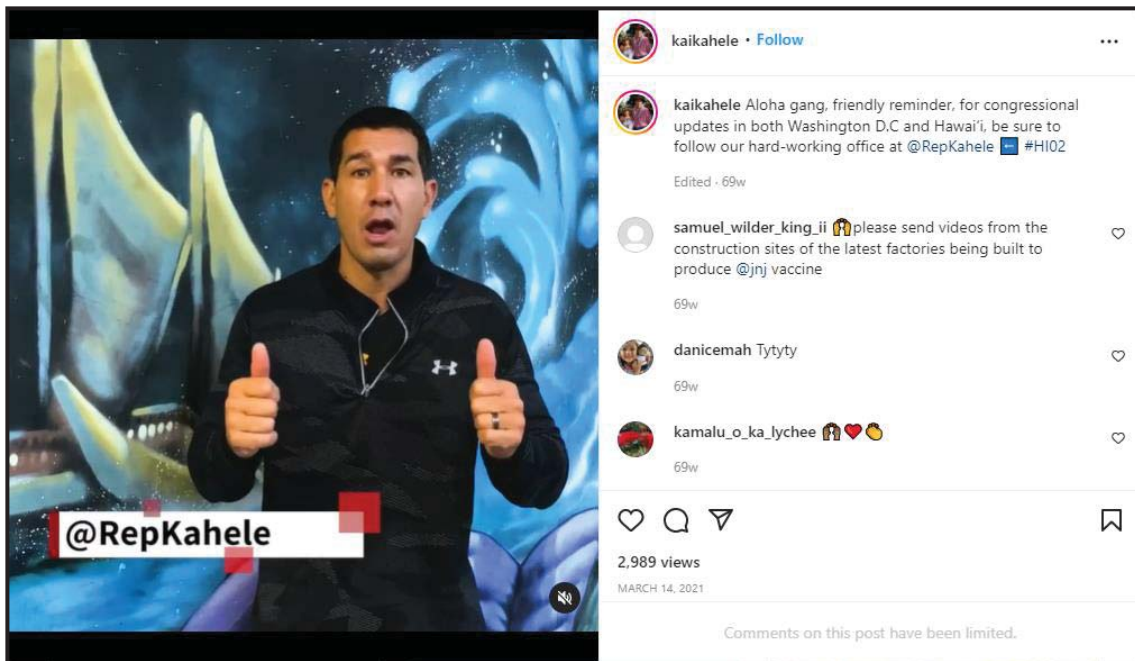 @RepKahele
kaikahele • Follow
kaikahele Aloha gang, friendly reminder, for congressional
updates in both Washington D.C and Hawai'i, be sure to
follow our hard-working office at @RepKahele ⬅️ #HI02
Edited · 69w
samuel_wilder_king_ii please send videos from the
construction sites of the latest factories being built to
produce @jnj vaccine
69w
danicemah Tytyty
69w
kamalu_o_ka_lychee
69w
2,989 views
MARCH 14, 2021
Comments on this post have been limited.